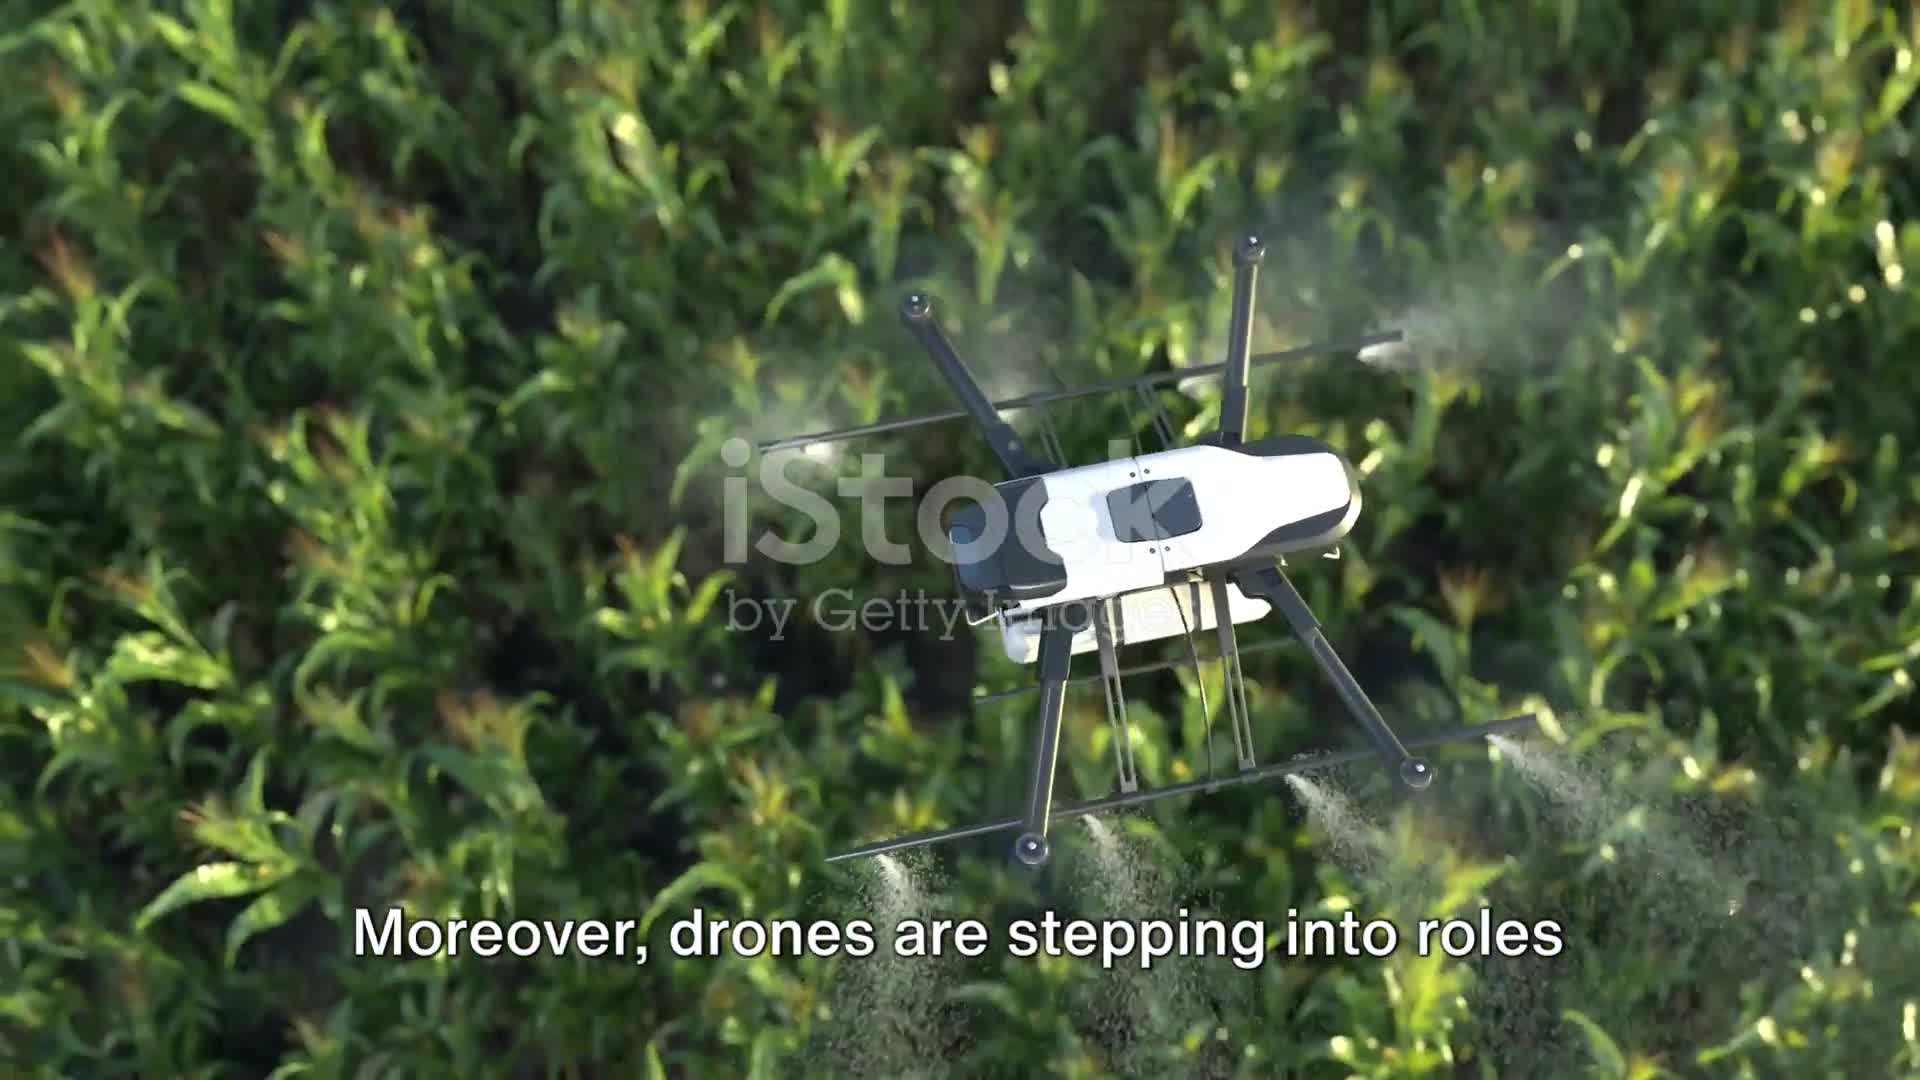 iStock
by Getty Images
Moreover, drones are stepping into roles